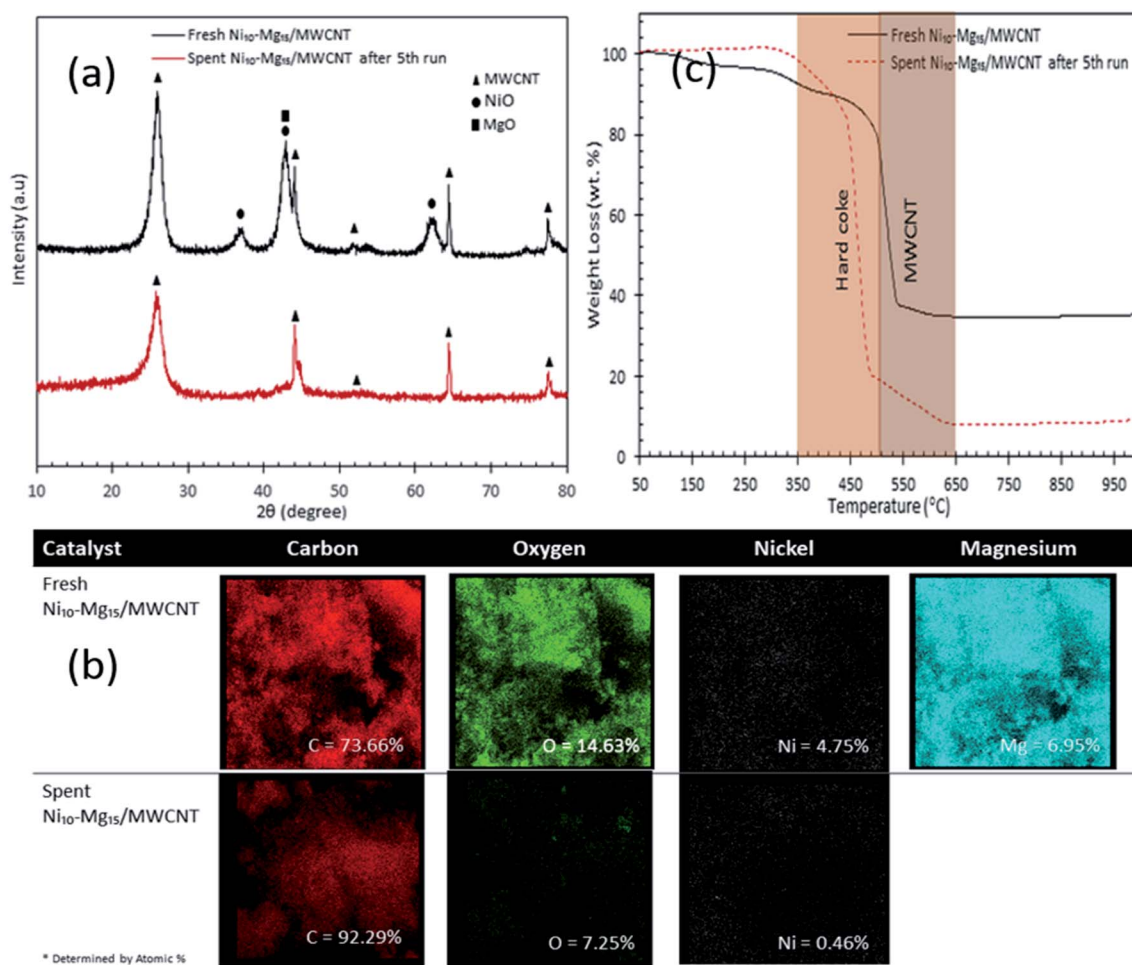 (a)
Fresh Ni₁₀-Mg₁₅/MWCNT
Spent Ni₁₀-Mg₁₅/MWCNT after 5th run
▲ MWCNT
● NiO
■ MgO
Intensity (a.u)
10 20 30 40 50 60 70 80
2θ (degree)
(c)
Fresh Ni₁₀-Mg₁₅/MWCNT
Spent Ni₁₀-Mg₁₅/MWCNT after 5th run
Weight Loss (wt. %)
100
80
60
40
20
0
Hard coke
MWCNT
50 150 250 350 450 550 650 750 850 950
Temperature (°C)
Catalyst Carbon Oxygen Nickel Magnesium
Fresh
Ni₁₀-Mg₁₅/MWCNT
(b)
C = 73.66% O = 14.63% Ni = 4.75% Mg = 6.95%
Spent
Ni₁₀-Mg₁₅/MWCNT
C = 92.29% O = 7.25% Ni = 0.46%
* Determined by Atomic %